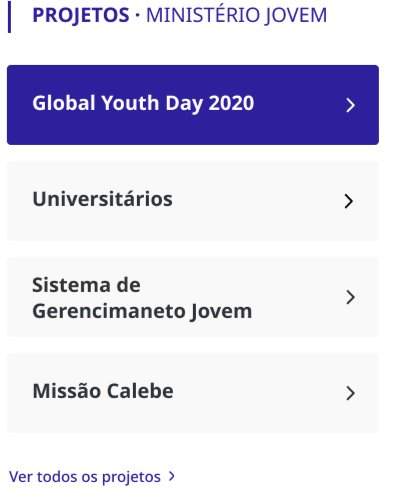 PROJETOS · MINISTÉRIO JOVEM
Global Youth Day 2020
Universitários
Sistema de
Gerencimaneto Jovem
Missão Calebe
Ver todos os projetos